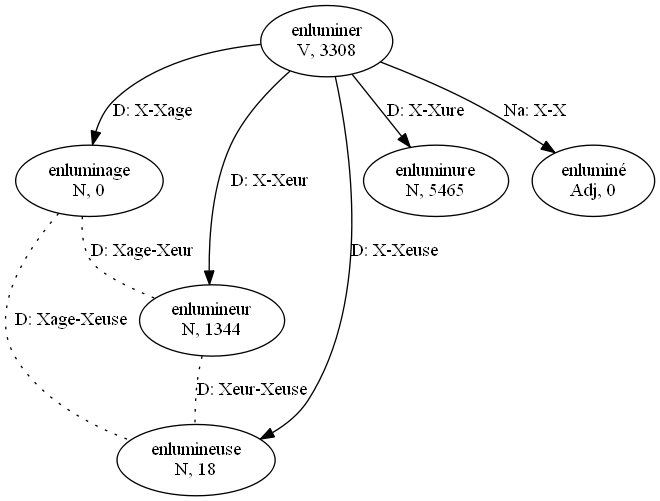 enluminer
V, 3308
D: X-Xage
D: X-Xure
Na: X-X
enluminage
N, 0
D: X-Xeur
enluminure
N, 5465
enluminé
Adj, 0
D: Xage-Xeur
D: X-Xeuse
enlumineur
N, 1344
D: Xage-Xeuse
D: Xeur-Xeuse
enlumineuse
N, 18